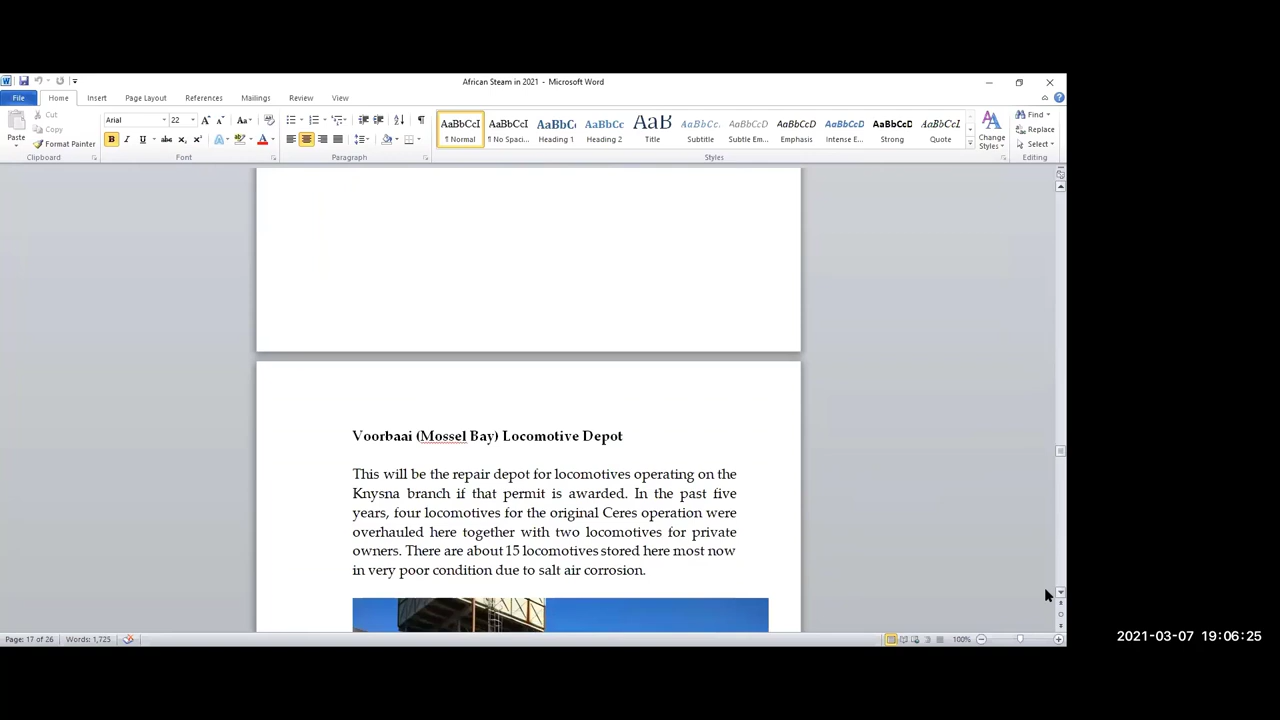 African Steam in 2021 - Microsoft Word
File Home Insert Page Layout References Mailings Review View
Paste
Cut
Copy
Format Painter
Clipboard
Arial 22
Font
Paragraph
AaBbCcI AaBbCcI AaBbC AaBbCc AaB AaBbCc. AaBbCcD AaBbCcD AaBbCcD AaBbCcD AaBbCcI
¶ Normal ¶ No Spaci... Heading 1 Heading 2 Title Subtitle Subtle Em... Emphasis Intense E... Strong Quote
Change Styles
Styles
Find
Replace
Select
Editing
Voorbaai (Mossel Bay) Locomotive Depot
This will be the repair depot for locomotives operating on the
Knysna branch if that permit is awarded. In the past five
years, four locomotives for the original Ceres operation were
overhauled here together with two locomotives for private
owners. There are about 15 locomotives stored here most now
in very poor condition due to salt air corrosion.
Page: 17 of 26 Words: 1,725 100%
2021-03-07 19:06:25